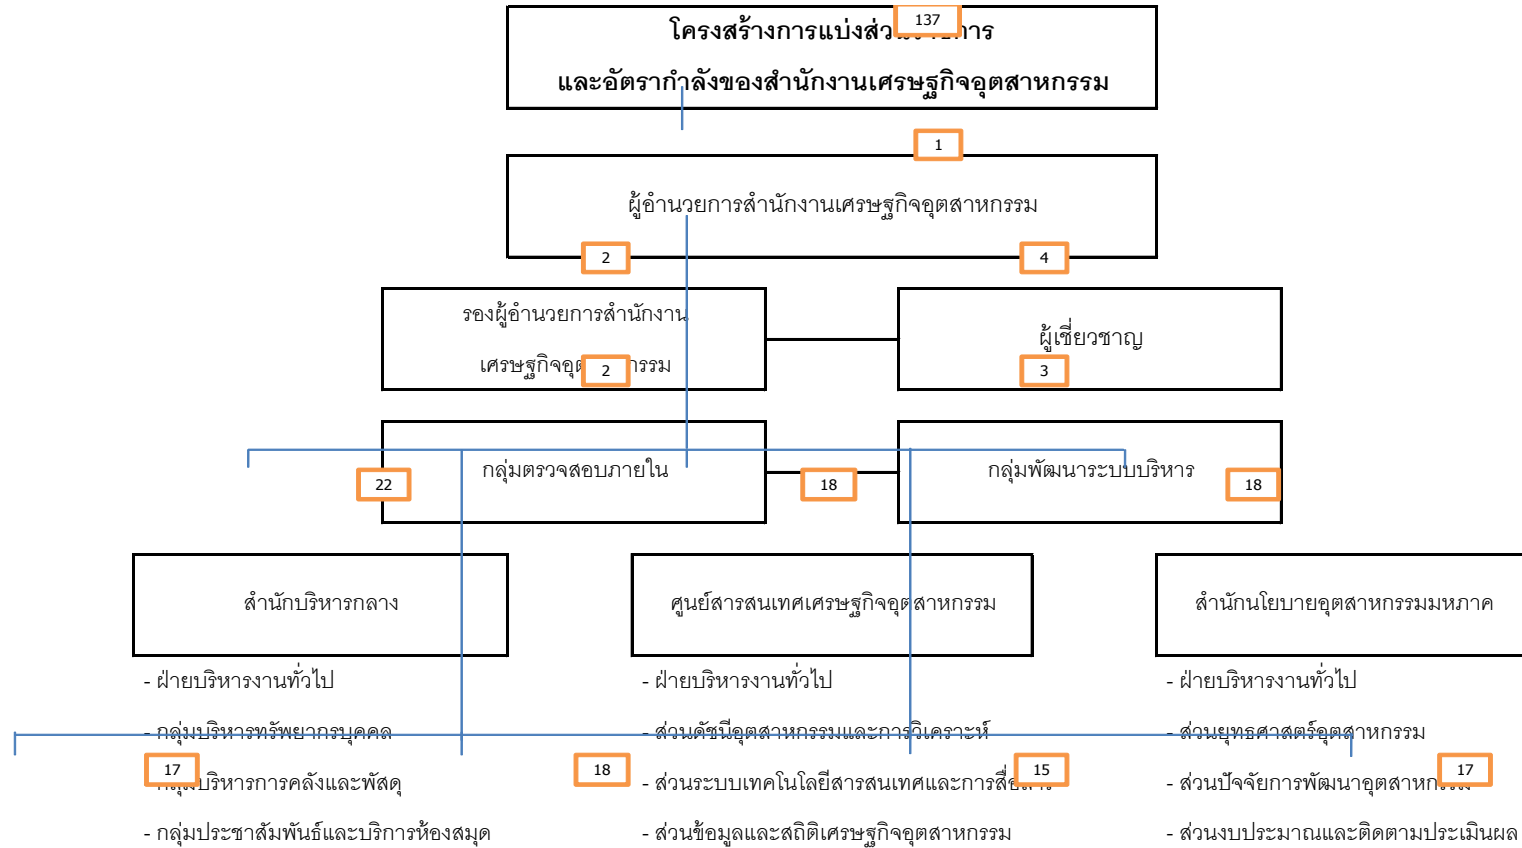 137
โครงสร้างการแบ่งส่วนราชการ
และอัตรากำลังของสำนักงานเศรษฐกิจอุตสาหกรรม
1
ผู้อำนวยการสำนักงานเศรษฐกิจอุตสาหกรรม
2 4
รองผู้อำนวยการสำนักงาน
ผู้เชี่ยวชาญ
เศรษฐกิจอุตสาหกรรม
2 3
กลุ่มตรวจสอบภายใน กลุ่มพัฒนาระบบบริหาร
22 18 18
สำนักบริหารกลาง ศูนย์สารสนเทศเศรษฐกิจอุตสาหกรรม สำนักนโยบายอุตสาหกรรมมหภาค
- ฝ่ายบริหารงานทั่วไป - ฝ่ายบริหารงานทั่วไป - ฝ่ายบริหารงานทั่วไป
- กลุ่มบริหารทรัพยากรบุคคล - ส่วนดัชนีอุตสาหกรรมและการวิเคราะห์ - ส่วนยุทธศาสตร์อุตสาหกรรม
17 18 15 17
- กลุ่มบริหารการคลังและพัสดุ - ส่วนระบบเทคโนโลยีสารสนเทศและการสื่อสาร - ส่วนปัจจัยการพัฒนาอุตสาหกรรม
- กลุ่มประชาสัมพันธ์และบริการห้องสมุด - ส่วนข้อมูลและสถิติเศรษฐกิจอุตสาหกรรม - ส่วนงบประมาณและติดตามประเมินผล